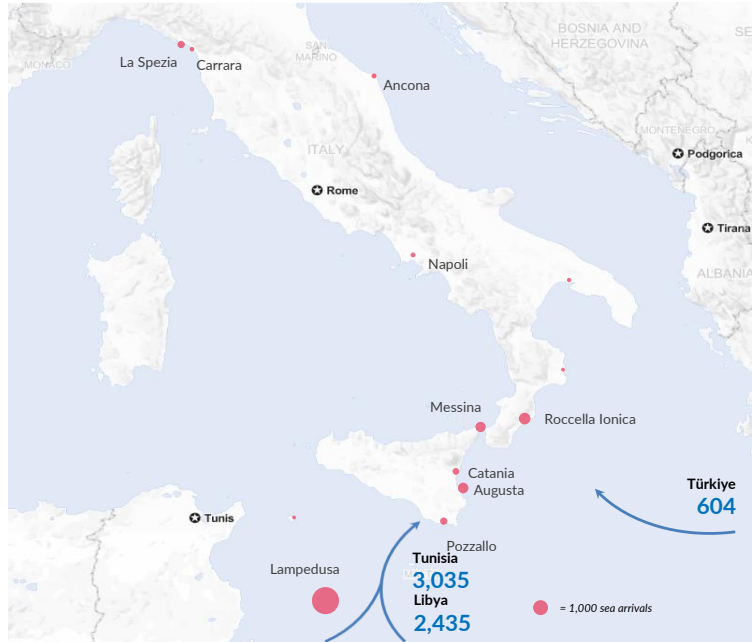 BOSNIA AND
HERZEGOVINA
SE
MONACO
SAN
MARINO
La Spezia
Carrara
Ancona
ITALY
MONTENEGRO
Podgorica
Rome
Tirana
Napoli
ALBANIA
Messina
Roccella Ionica
Catania
Augusta
Türkiye
604
Tunis
Pozzallo
Tunisia
Lampedusa
3,035
Libya
2,435
= 1,000 sea arrivals